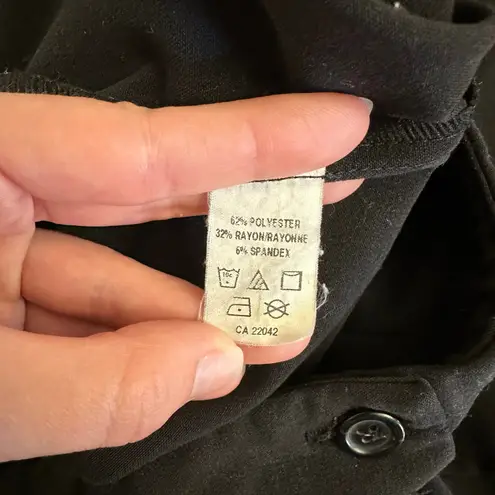 62% POLYESTER
32% RAYON/RAYONNE
6% SPANDEX
CA 22042